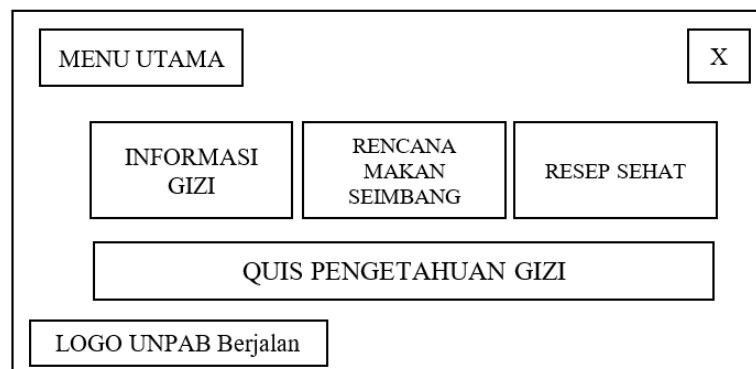 MENU UTAMA
X
INFORMASI
GIZI
RENCANA
MAKAN
SEIMBANG
RESEP SEHAT
QUIS PENGETAHUAN GIZI
LOGO UNPAB Berjalan